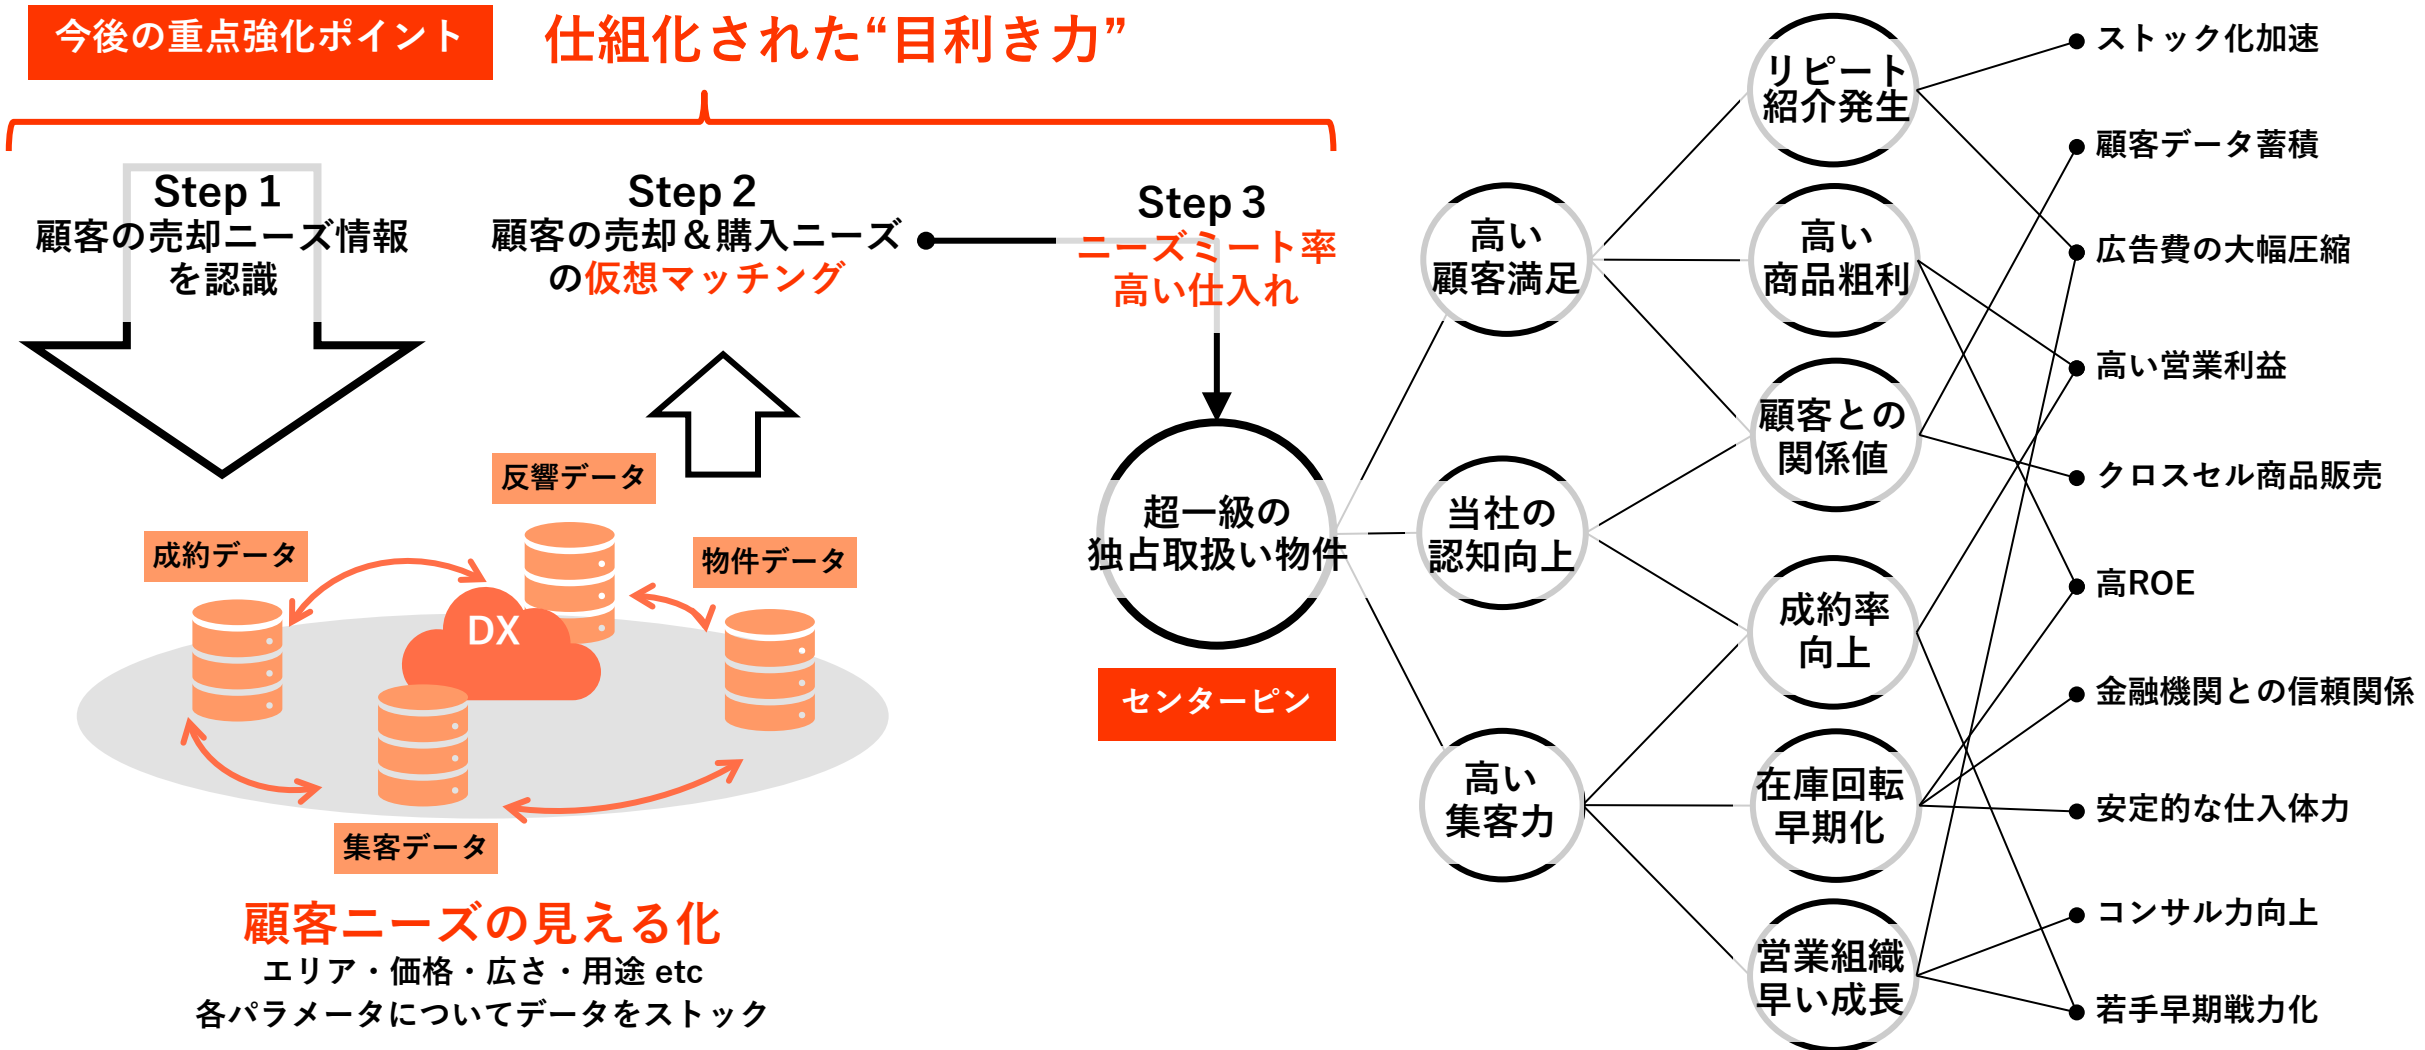 今後の重点強化ポイント
仕組化された“目利き力”
Step 1
顧客の売却ニーズ情報
を認識
Step 2
顧客の売却＆購入ニーズ
の仮想マッチング
Step 3
ニーズミート率
高い仕入れ
反響データ
成約データ
物件データ
DX
集客データ
顧客ニーズの見える化
エリア・価格・広さ・用途 etc
各パラメータについてデータをストック
超一級の
独占取扱い物件
センターピン
高い
顧客満足
当社の
認知向上
高い
集客力
リピート
紹介発生
高い
商品粗利
顧客との
関係値
成約率
向上
在庫回転
早期化
営業組織
早い成長
ストック化加速
顧客データ蓄積
広告費の大幅圧縮
高い営業利益
クロスセル商品販売
高ROE
金融機関との信頼関係
安定的な仕入体力
コンサル力向上
若手早期戦力化